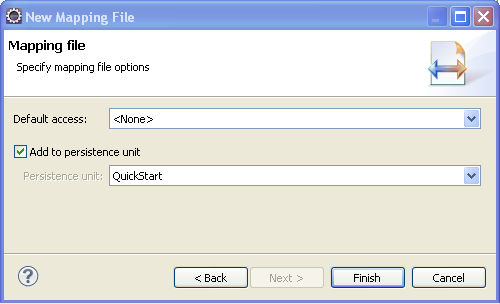 New Mapping File
Mapping file
Specify mapping file options
Default access: <None>
Add to persistence unit
Persistence unit: QuickStart
? < Back Next > Finish Cancel